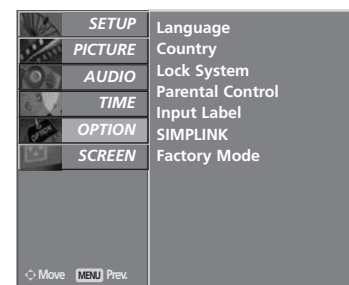 SETUP
PICTURE
AUDIO
TIME
OPTION
SCREEN
Language
Country
Lock System
Parental Control
Input Label
SIMPLINK
Factory Mode
Move MENU Prev.